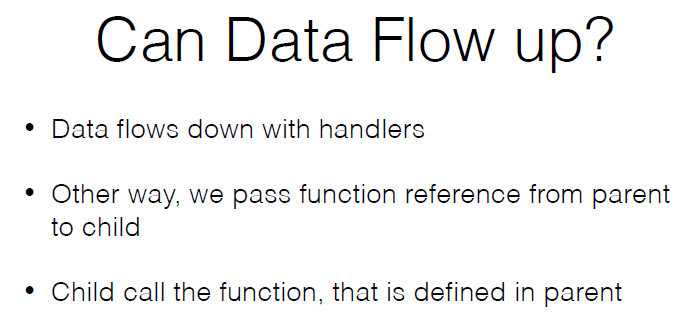 Can Data Flow up?
• Data flows down with handlers
• Other way, we pass function reference from parent
to child
• Child call the function, that is defined in parent